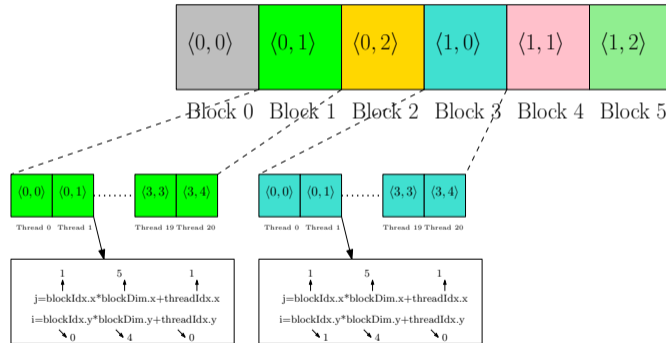 ⟨0, 0⟩ ⟨0, 1⟩ ⟨0, 2⟩ ⟨1, 0⟩ ⟨1, 1⟩ ⟨1, 2⟩
Block 0 Block 1 Block 2 Block 3 Block 4 Block 5
⟨0, 0⟩ ⟨0, 1⟩ ........ ⟨3, 3⟩ ⟨3, 4⟩ ⟨0, 0⟩ ⟨0, 1⟩ ........ ⟨3, 3⟩ ⟨3, 4⟩
Thread 0 Thread 1 Thread 19 Thread 20 Thread 0 Thread 1 Thread 19 Thread 20
1 5 1
j=blockIdx.x*blockDim.x+threadIdx.x
i=blockIdx.y*blockDim.y+threadIdx.y
0 4 0
1 5 1
j=blockIdx.x*blockDim.x+threadIdx.x
i=blockIdx.y*blockDim.y+threadIdx.y
1 4 0